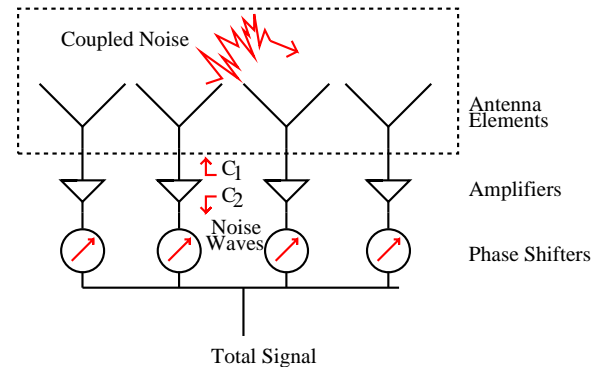 Coupled Noise
Antenna
Elements
C1
C2
Amplifiers
Noise
Waves
Phase Shifters
Total Signal